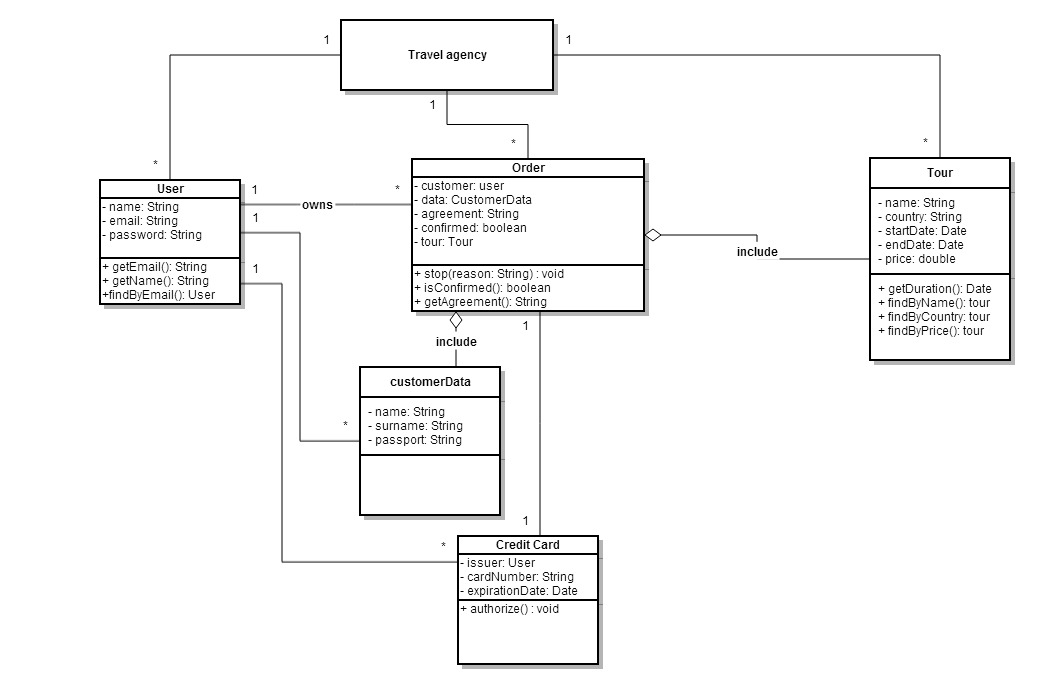 Travel agency
1
1
1
*
*
*
User
- name: String
- email: String
- password: String
+ getEmail(): String
+ getName(): String
+findByEmail(): User
1
owns
*
1
1
Order
- customer: user
- data: CustomerData
- agreement: String
- confirmed: boolean
- tour: Tour
+ stop(reason: String) : void
+ isConfirmed(): boolean
+ getAgreement(): String
include
Tour
- name: String
- country: String
- startDate: Date
- endDate: Date
- price: double
+ getDuration(): Date
+ findByName(): tour
+ findByCountry: tour
+ findByPrice(): tour
include
1
customerData
- name: String
- surname: String
- passport: String
*
1
*
Credit Card
- issuer: User
- cardNumber: String
- expirationDate: Date
+ authorize() : void